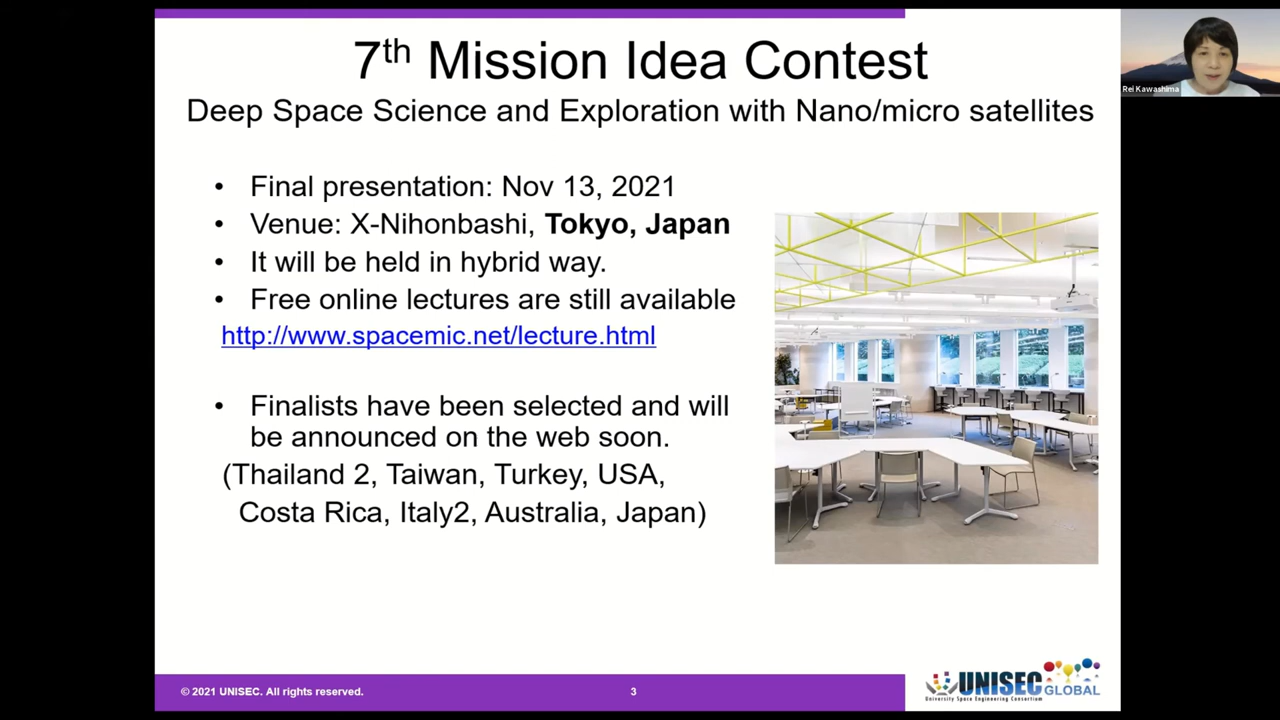 7th Mission Idea Contest
Deep Space Science and Exploration with Nano/micro satellites
• Final presentation: Nov 13, 2021
• Venue: X-Nihonbashi, Tokyo, Japan
• It will be held in hybrid way.
• Free online lectures are still available
http://www.spacemic.net/lecture.html
• Finalists have been selected and will
be announced on the web soon.
(Thailand 2, Taiwan, Turkey, USA,
Costa Rica, Italy2, Australia, Japan)
© 2021 UNISEC. All rights reserved.
3
UNISEC GLOBAL
University Space Engineering Consortium
Rei Kawashima